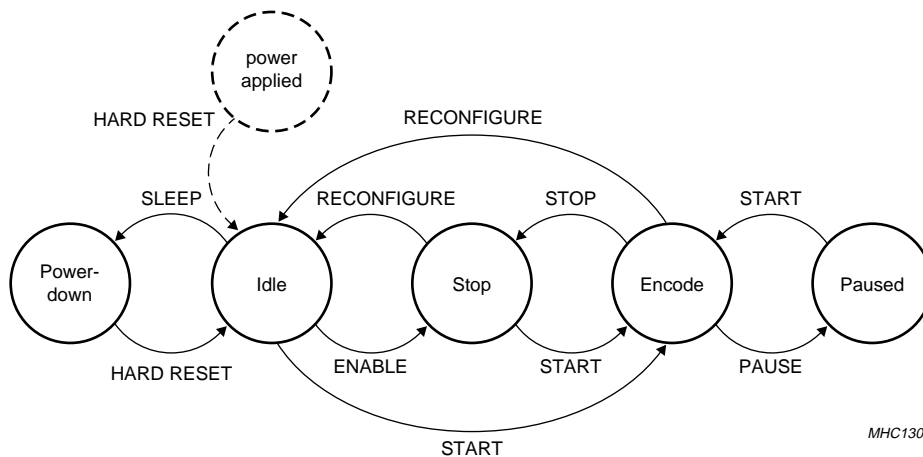 power
applied
HARD RESET
RECONFIGURE
SLEEP
RECONFIGURE
STOP
START
Power-
down
Idle
Stop
Encode
Paused
HARD RESET
ENABLE
START
PAUSE
START
MHC130